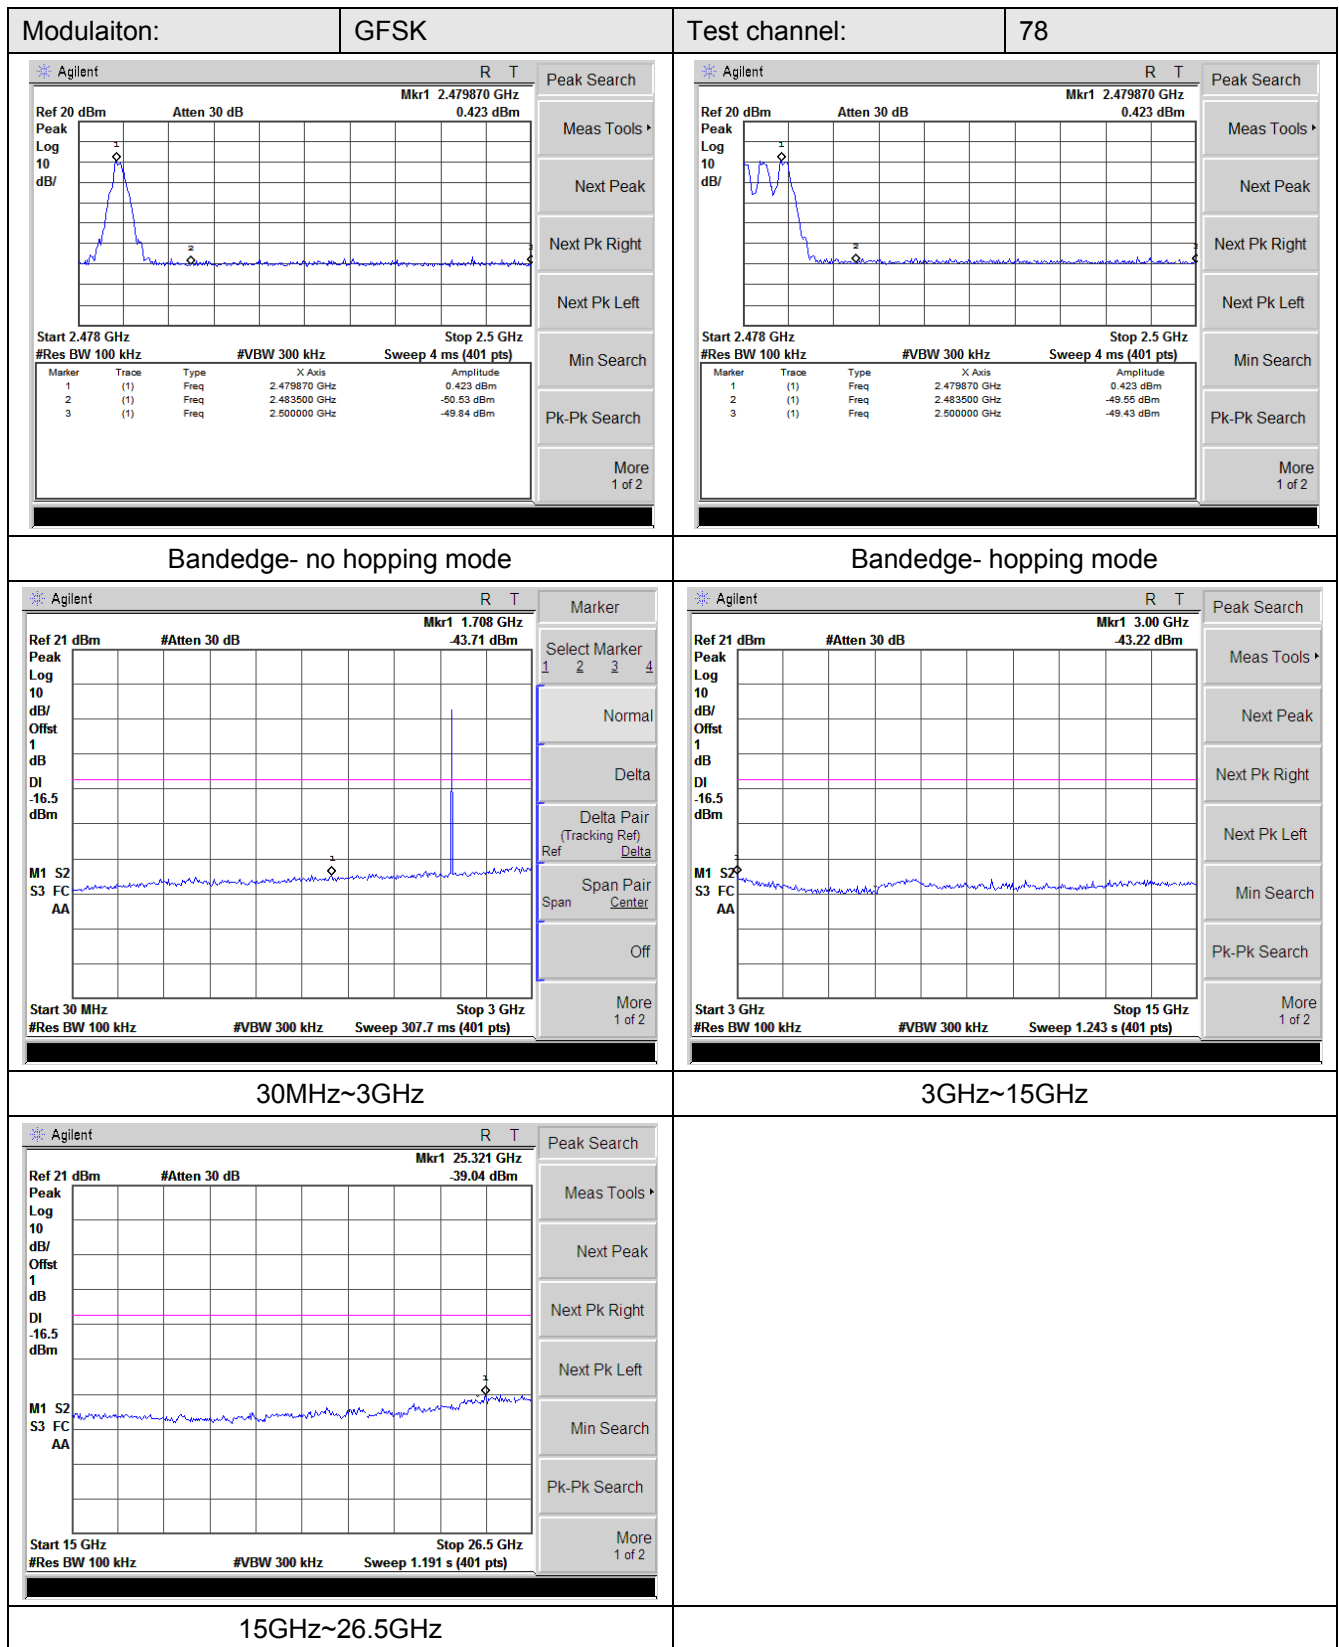 Modulaiton: GFSK Test channel: 78
Agilent R T
Peak Search
Mkr1 2.479870 GHz
Ref 20 dBm Atten 30 dB 0.423 dBm
Peak
Log
10
dB/
1
2
Start 2.478 GHz Stop 2.5 GHz
#Res BW 100 kHz #VBW 300 kHz Sweep 4 ms (401 pts)
Marker Trace Type X Axis Amplitude
1 (1) Freq 2.479870 GHz 0.423 dBm
2 (1) Freq 2.483500 GHz -50.53 dBm
3 (1) Freq 2.500000 GHz -49.84 dBm
Meas Tools
Next Peak
Next Pk Right
Next Pk Left
Min Search
Pk-Pk Search
More
1 of 2
Agilent R T
Peak Search
Mkr1 2.479870 GHz
Ref 20 dBm Atten 30 dB 0.423 dBm
Peak
Log
10
dB/
1
2
Start 2.478 GHz Stop 2.5 GHz
#Res BW 100 kHz #VBW 300 kHz Sweep 4 ms (401 pts)
Marker Trace Type X Axis Amplitude
1 (1) Freq 2.479870 GHz 0.423 dBm
2 (1) Freq 2.483500 GHz -49.55 dBm
3 (1) Freq 2.500000 GHz -49.43 dBm
Meas Tools
Next Peak
Next Pk Right
Next Pk Left
Min Search
Pk-Pk Search
More
1 of 2
Bandedge- no hopping mode
Bandedge- hopping mode
Agilent R T
Marker
Mkr1 1.708 GHz
Ref 21 dBm #Atten 30 dB -43.71 dBm
Peak
Log
10
dB/
Offst
1
dB
DI
-16.5
dBm
1
M1 S2
S3 FC
AA
Start 30 MHz Stop 3 GHz
#Res BW 100 kHz #VBW 300 kHz Sweep 307.7 ms (401 pts)
Select Marker
1 2 3 4
Normal
Delta
Delta Pair
(Tracking Ref)
Ref Delta
Span Pair
Span Center
Off
More
1 of 2
Agilent R T
Peak Search
Mkr1 3.00 GHz
Ref 21 dBm #Atten 30 dB -43.22 dBm
Peak
Log
10
dB/
Offst
1
dB
DI
-16.5
dBm
1
M1 S2
S3 FC
AA
Start 3 GHz Stop 15 GHz
#Res BW 100 kHz #VBW 300 kHz Sweep 1.243 s (401 pts)
Meas Tools
Next Peak
Next Pk Right
Next Pk Left
Min Search
Pk-Pk Search
More
1 of 2
30MHz~3GHz
3GHz~15GHz
Agilent R T
Peak Search
Mkr1 25.321 GHz
Ref 21 dBm #Atten 30 dB -39.04 dBm
Peak
Log
10
dB/
Offst
1
dB
DI
-16.5
dBm
1
M1 S2
S3 FC
AA
Start 15 GHz Stop 26.5 GHz
#Res BW 100 kHz #VBW 300 kHz Sweep 1.191 s (401 pts)
Meas Tools
Next Peak
Next Pk Right
Next Pk Left
Min Search
Pk-Pk Search
More
1 of 2
15GHz~26.5GHz